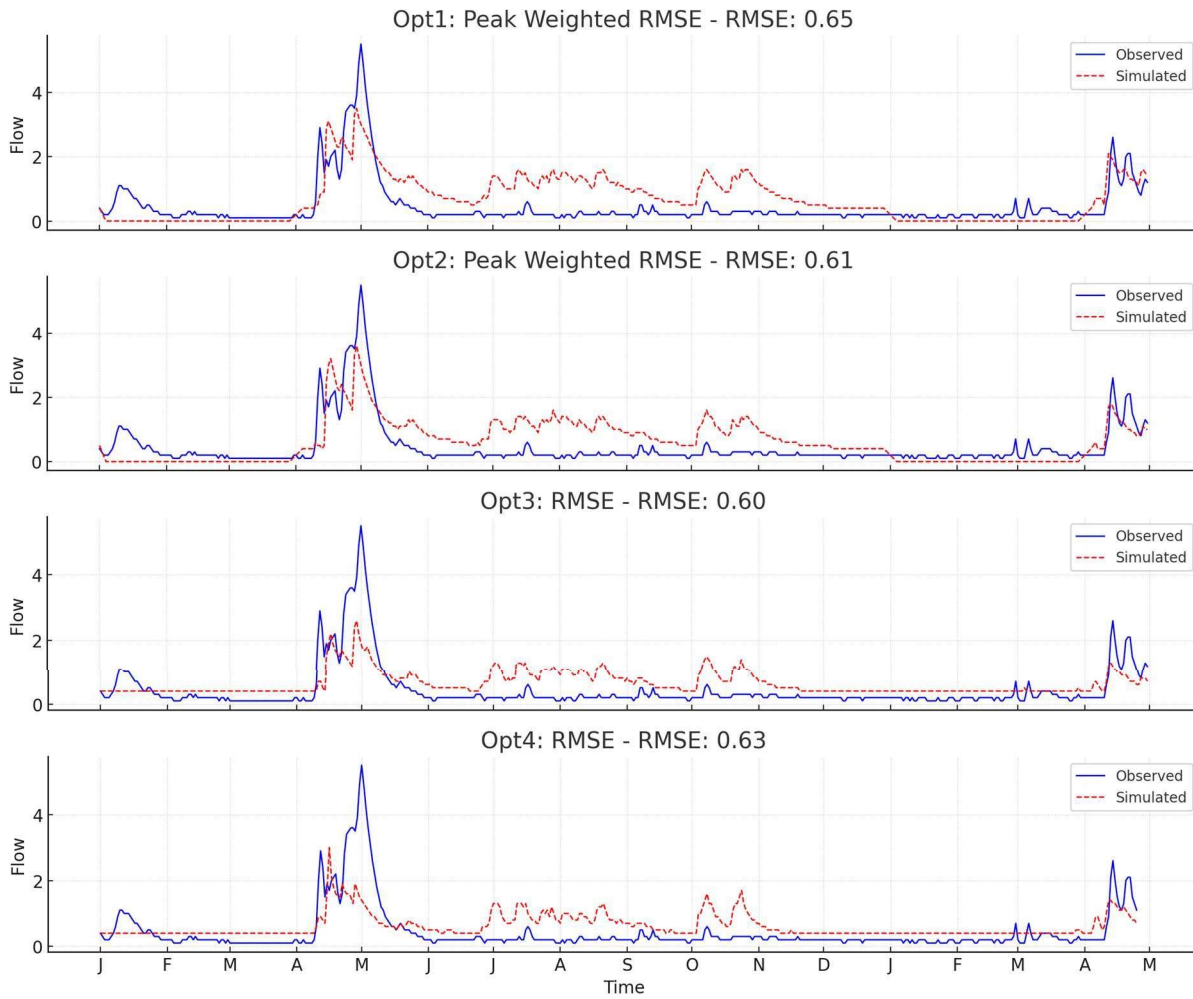 Opt1: Peak Weighted RMSE - RMSE: 0.65
Observed
Simulated
Flow
4
2
0
Opt2: Peak Weighted RMSE - RMSE: 0.61
Observed
Simulated
Flow
4
2
0
Opt3: RMSE - RMSE: 0.60
Observed
Simulated
Flow
4
2
0
Opt4: RMSE - RMSE: 0.63
Observed
Simulated
Flow
4
2
0
J F M A M J J A S O N D J F M A M
Time